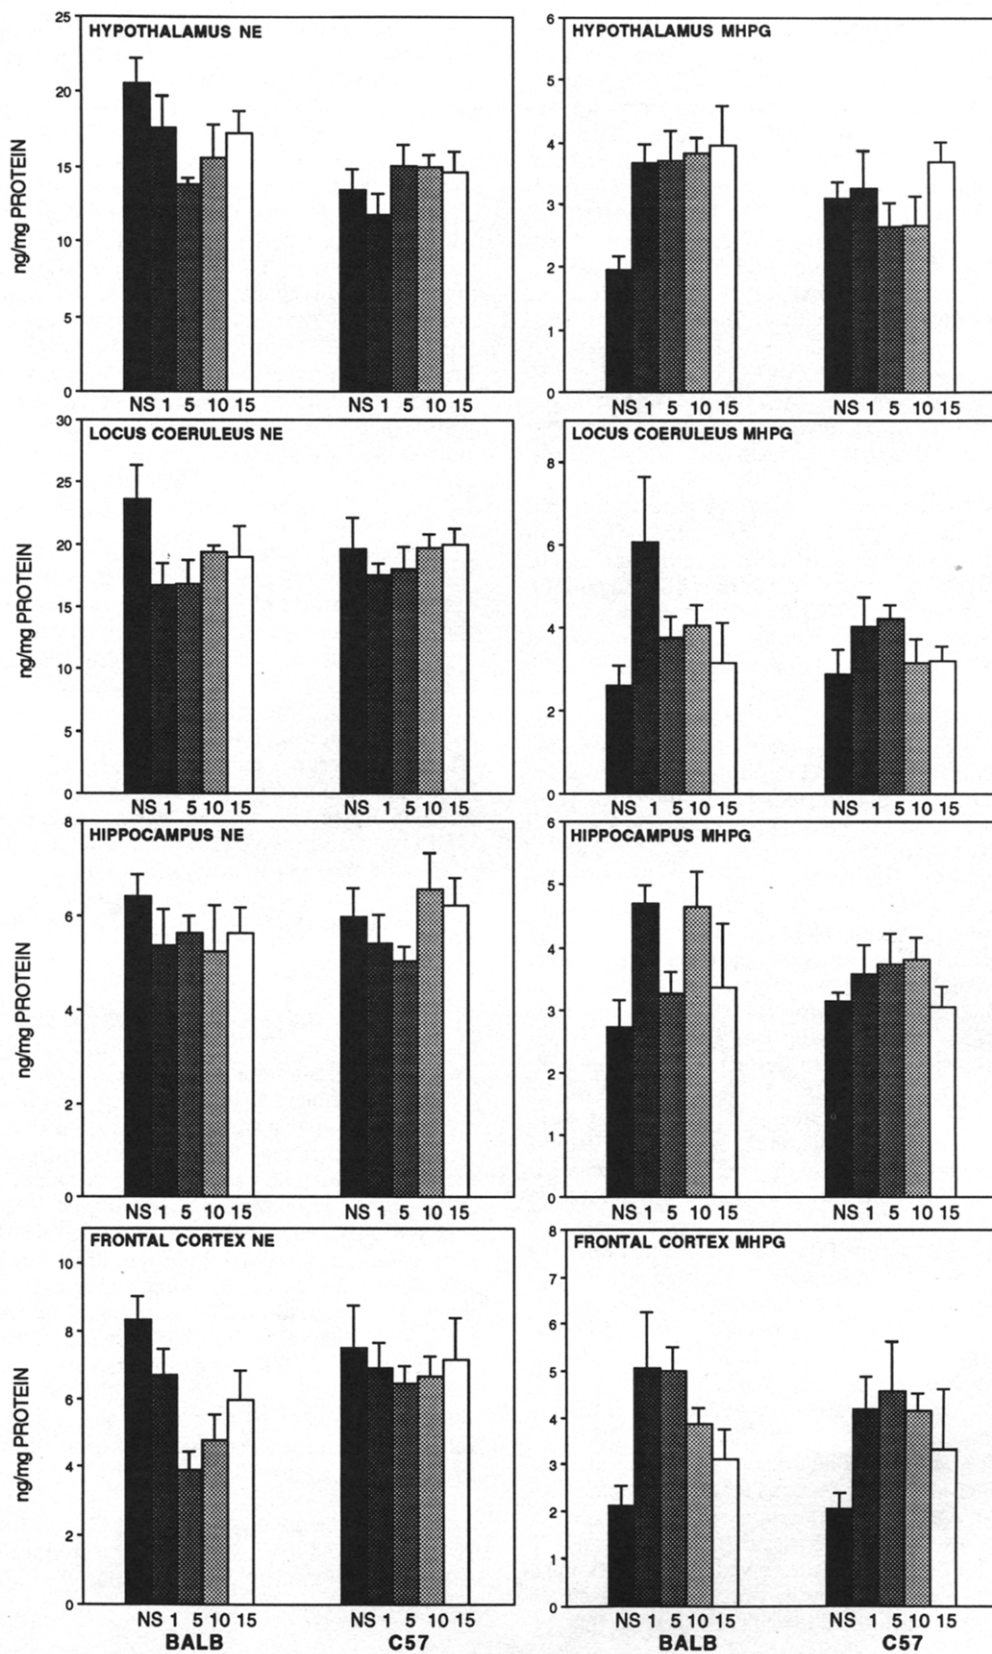 HYPOTHALAMUS NE
25
20
15
10
5
0
ng/mg PROTEIN
NS 1 5 10 15
NS 1 5 10 15
HYPOTHALAMUS MHPG
6
5
4
3
2
1
0
NS 1 5 10 15
NS 1 5 10 15
LOCUS COERULEUS NE
30
25
20
15
10
5
0
ng/mg PROTEIN
NS 1 5 10 15
NS 1 5 10 15
LOCUS COERULEUS MHPG
8
6
4
2
0
NS 1 5 10 15
NS 1 5 10 15
HIPPOCAMPUS NE
8
6
4
2
0
ng/mg PROTEIN
NS 1 5 10 15
NS 1 5 10 15
HIPPOCAMPUS MHPG
6
5
4
3
2
1
0
NS 1 5 10 15
NS 1 5 10 15
FRONTAL CORTEX NE
10
8
6
4
2
0
ng/mg PROTEIN
NS 1 5 10 15
NS 1 5 10 15
BALB
C57
FRONTAL CORTEX MHPG
8
7
6
5
4
3
2
1
0
NS 1 5 10 15
NS 1 5 10 15
BALB
C57